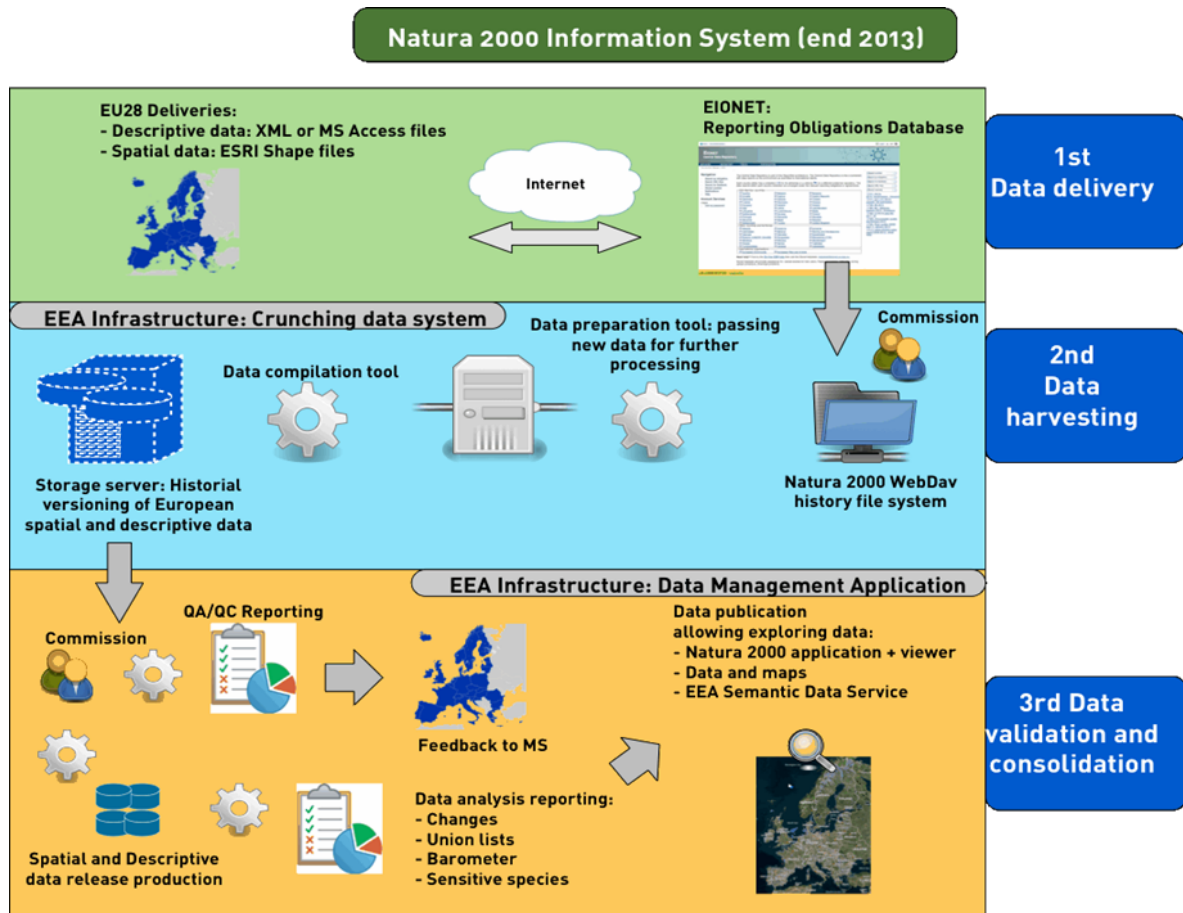 Natura 2000 Information System (end 2013)
EU28 Deliveries:
- Descriptive data: XML or MS Access files
- Spatial data: ESRI Shape files
Internet
EIONET:
Reporting Obligations Database
1st
Data delivery
EEA Infrastructure: Crunching data system
Data compilation tool
Data preparation tool: passing
new data for further
processing
Commission
Storage server: Historial
versioning of European
spatial and descriptive data
Natura 2000 WebDav
history file system
2nd
Data
harvesting
EEA Infrastructure: Data Management Application
Commission
QA/QC Reporting
Feedback to MS
Data publication
allowing exploring data:
- Natura 2000 application + viewer
- Data and maps
- EEA Semantic Data Service
Spatial and Descriptive
data release production
Data analysis reporting:
- Changes
- Union lists
- Barometer
- Sensitive species
3rd Data
validation and
consolidation